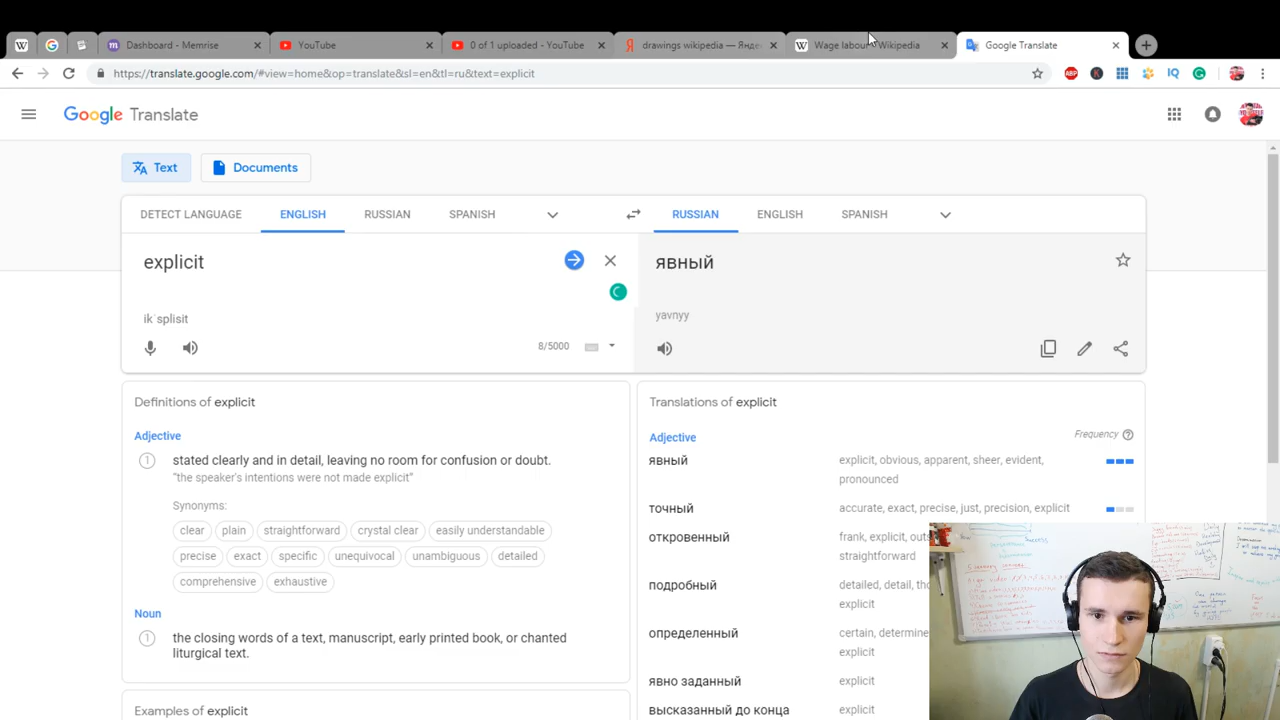 Dashboard - Memrise
YouTube
0 of 1 uploaded - YouTube
drawings wikipedia — Янде
Wage labour - Wikipedia
Google Translate
https://translate.google.com/#view=home&op=translate&sl=en&tl=ru&text=explicit
Google Translate
Text
Documents
DETECT LANGUAGE
ENGLISH
RUSSIAN
SPANISH
RUSSIAN
ENGLISH
SPANISH
explicit
явный
ikˈsplisit
yavnyy
8/5000
Definitions of explicit
Adjective
1
stated clearly and in detail, leaving no room for confusion or doubt.
"the speaker's intentions were not made explicit"
Synonyms:
clear
plain
straightforward
crystal clear
easily understandable
precise
exact
specific
unequivocal
unambiguous
detailed
comprehensive
exhaustive
Noun
1
the closing words of a text, manuscript, early printed book, or chanted
liturgical text.
Examples of explicit
Translations of explicit
Adjective
Frequency
явный
explicit, obvious, apparent, sheer, evident,
pronounced
точный
accurate, exact, precise, just, precision, explicit
откровенный
frank, explicit,
straightforward
подробный
detailed, detail,
explicit
определенный
certain,
explicit
явно заданный
explicit
высказанный до конца
explicit
Success